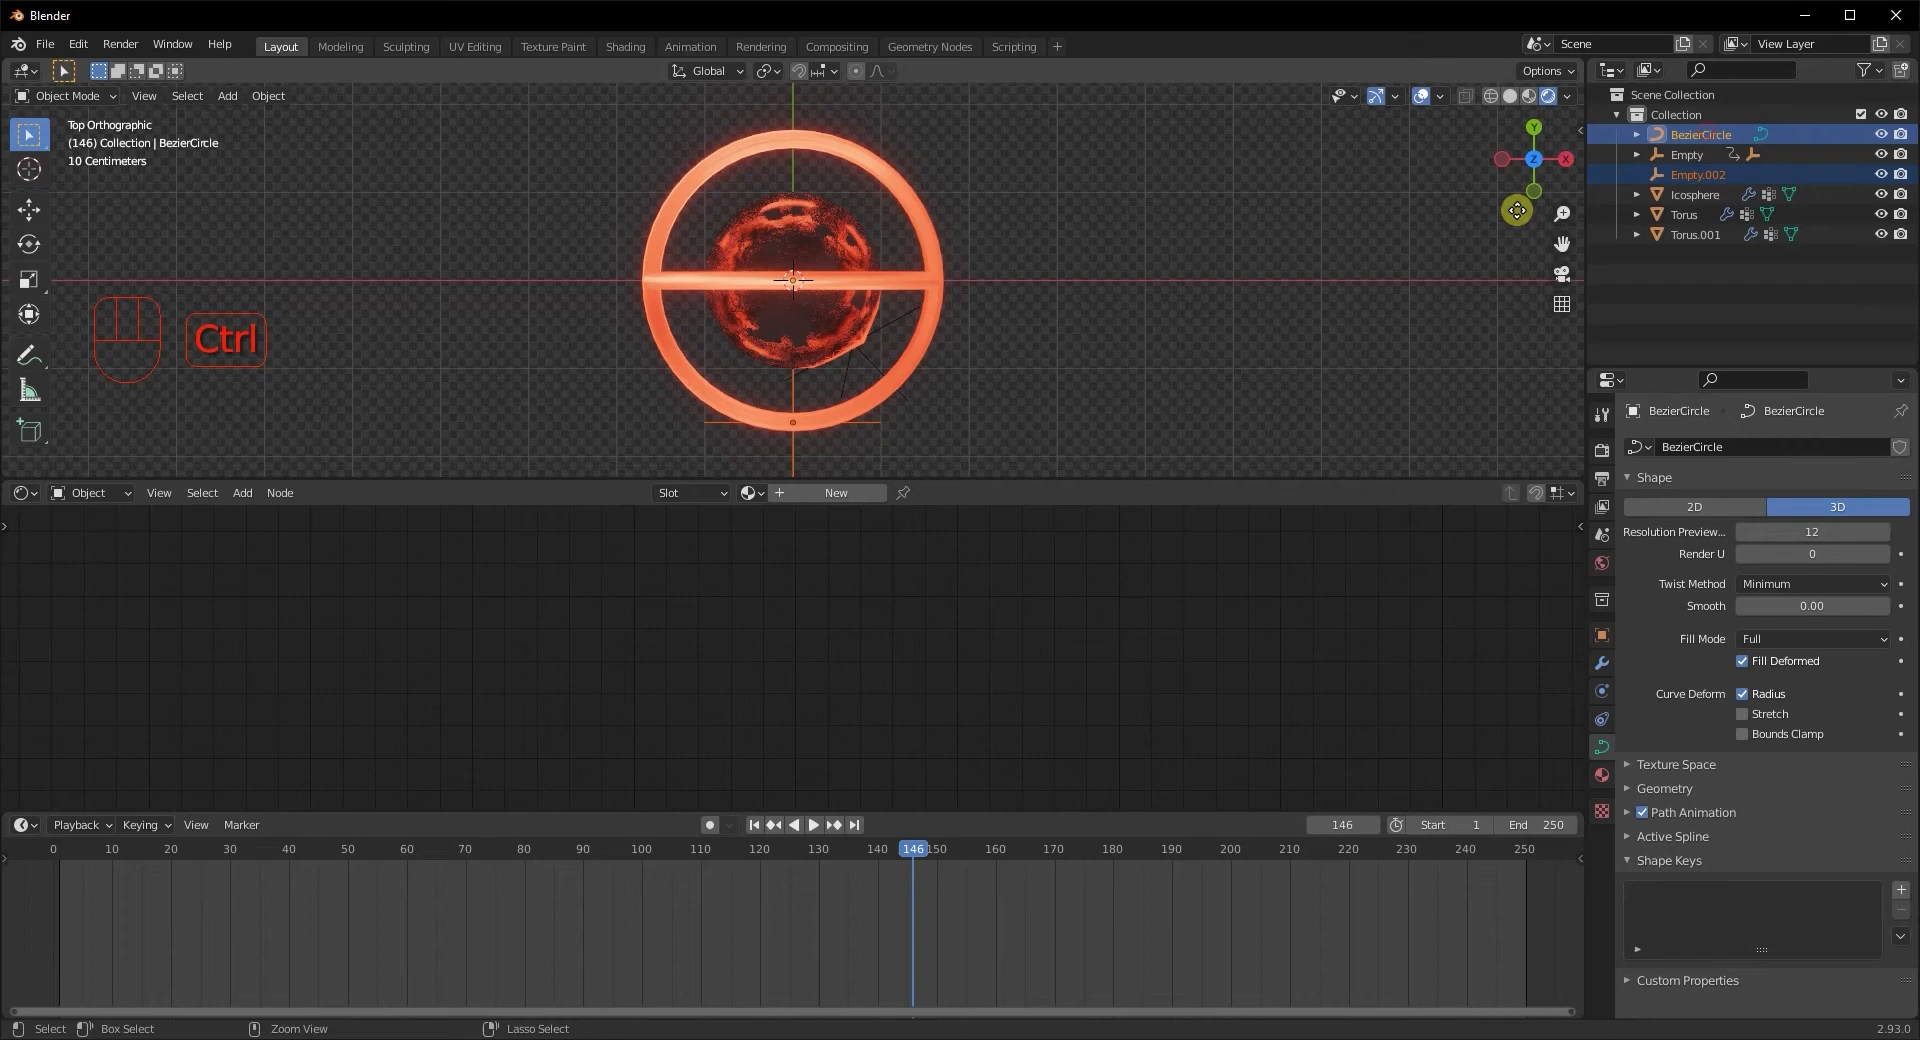 Blender
File Edit Render Window Help
Layout Modeling Sculpting UV Editing Texture Paint Shading Animation Rendering Compositing Geometry Nodes Scripting +
Scene View Layer
Global Options
Object Mode View Select Add Object
Top Orthographic
(146) Collection | BezierCircle
10 Centimeters
Y
Z X
Ctrl
Scene Collection
Collection
BezierCircle
Empty
Empty.002
Icosphere
Torus
Torus.001
BezierCircle BezierCircle
BezierCircle
Shape
2D 3D
Resolution Preview... 12
Render U 0
Twist Method Minimum
Smooth 0.00
Fill Mode Full
Fill Deformed
Curve Deform Radius
Stretch
Bounds Clamp
Texture Space
Geometry
Path Animation
Active Spline
Shape Keys
Custom Properties
Object View Select Add Node Slot New
Playback Keying View Marker 146 Start 1 End 250
0 10 20 30 40 50 60 70 80 90 100 110 120 130 140 146 150 160 170 180 190 200 210 220 230 240 250
Select Box Select Zoom View Lasso Select 2.93.0